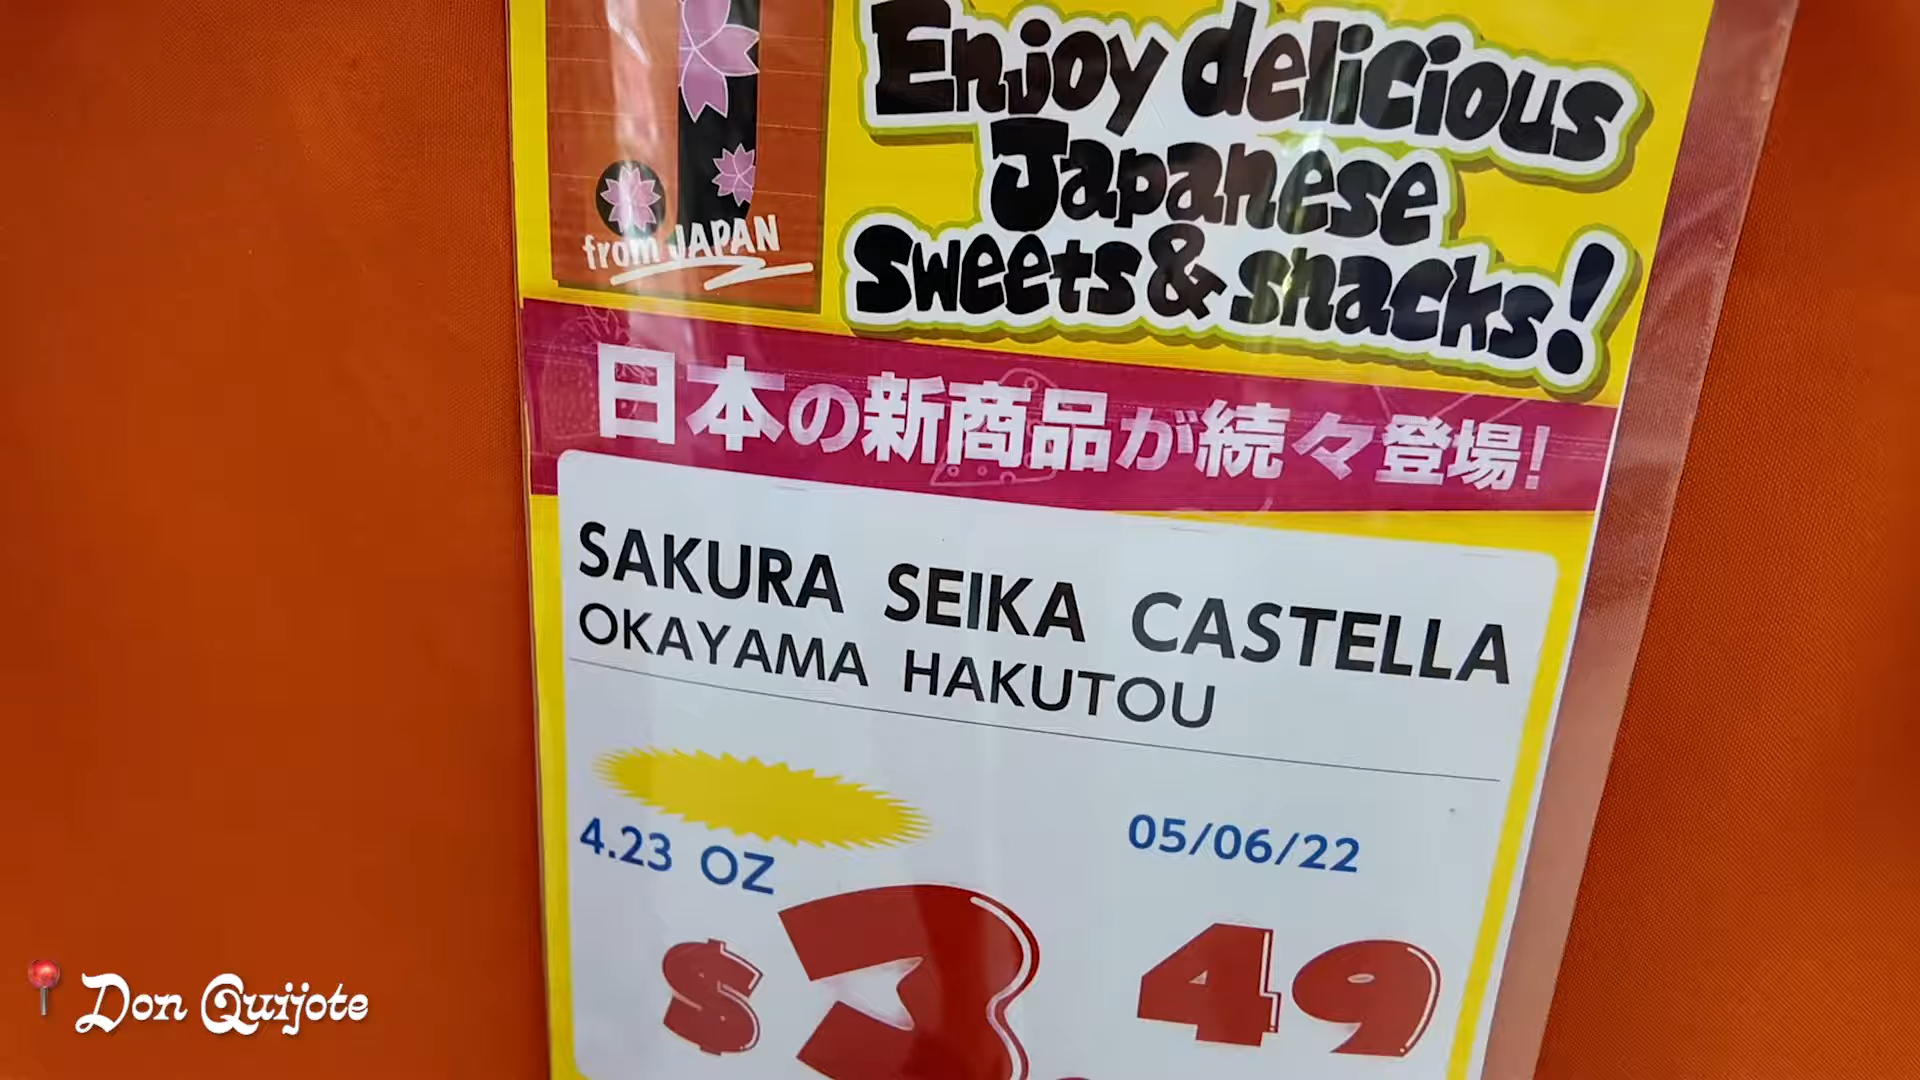 Enjoy delicious
Japanese
Sweets & snacks!
from JAPAN
日本の新商品が続々登場!
SAKURA SEIKA CASTELLA
OKAYAMA HAKUTOU
4.23 OZ
05/06/22
$3.49
Don Quijote